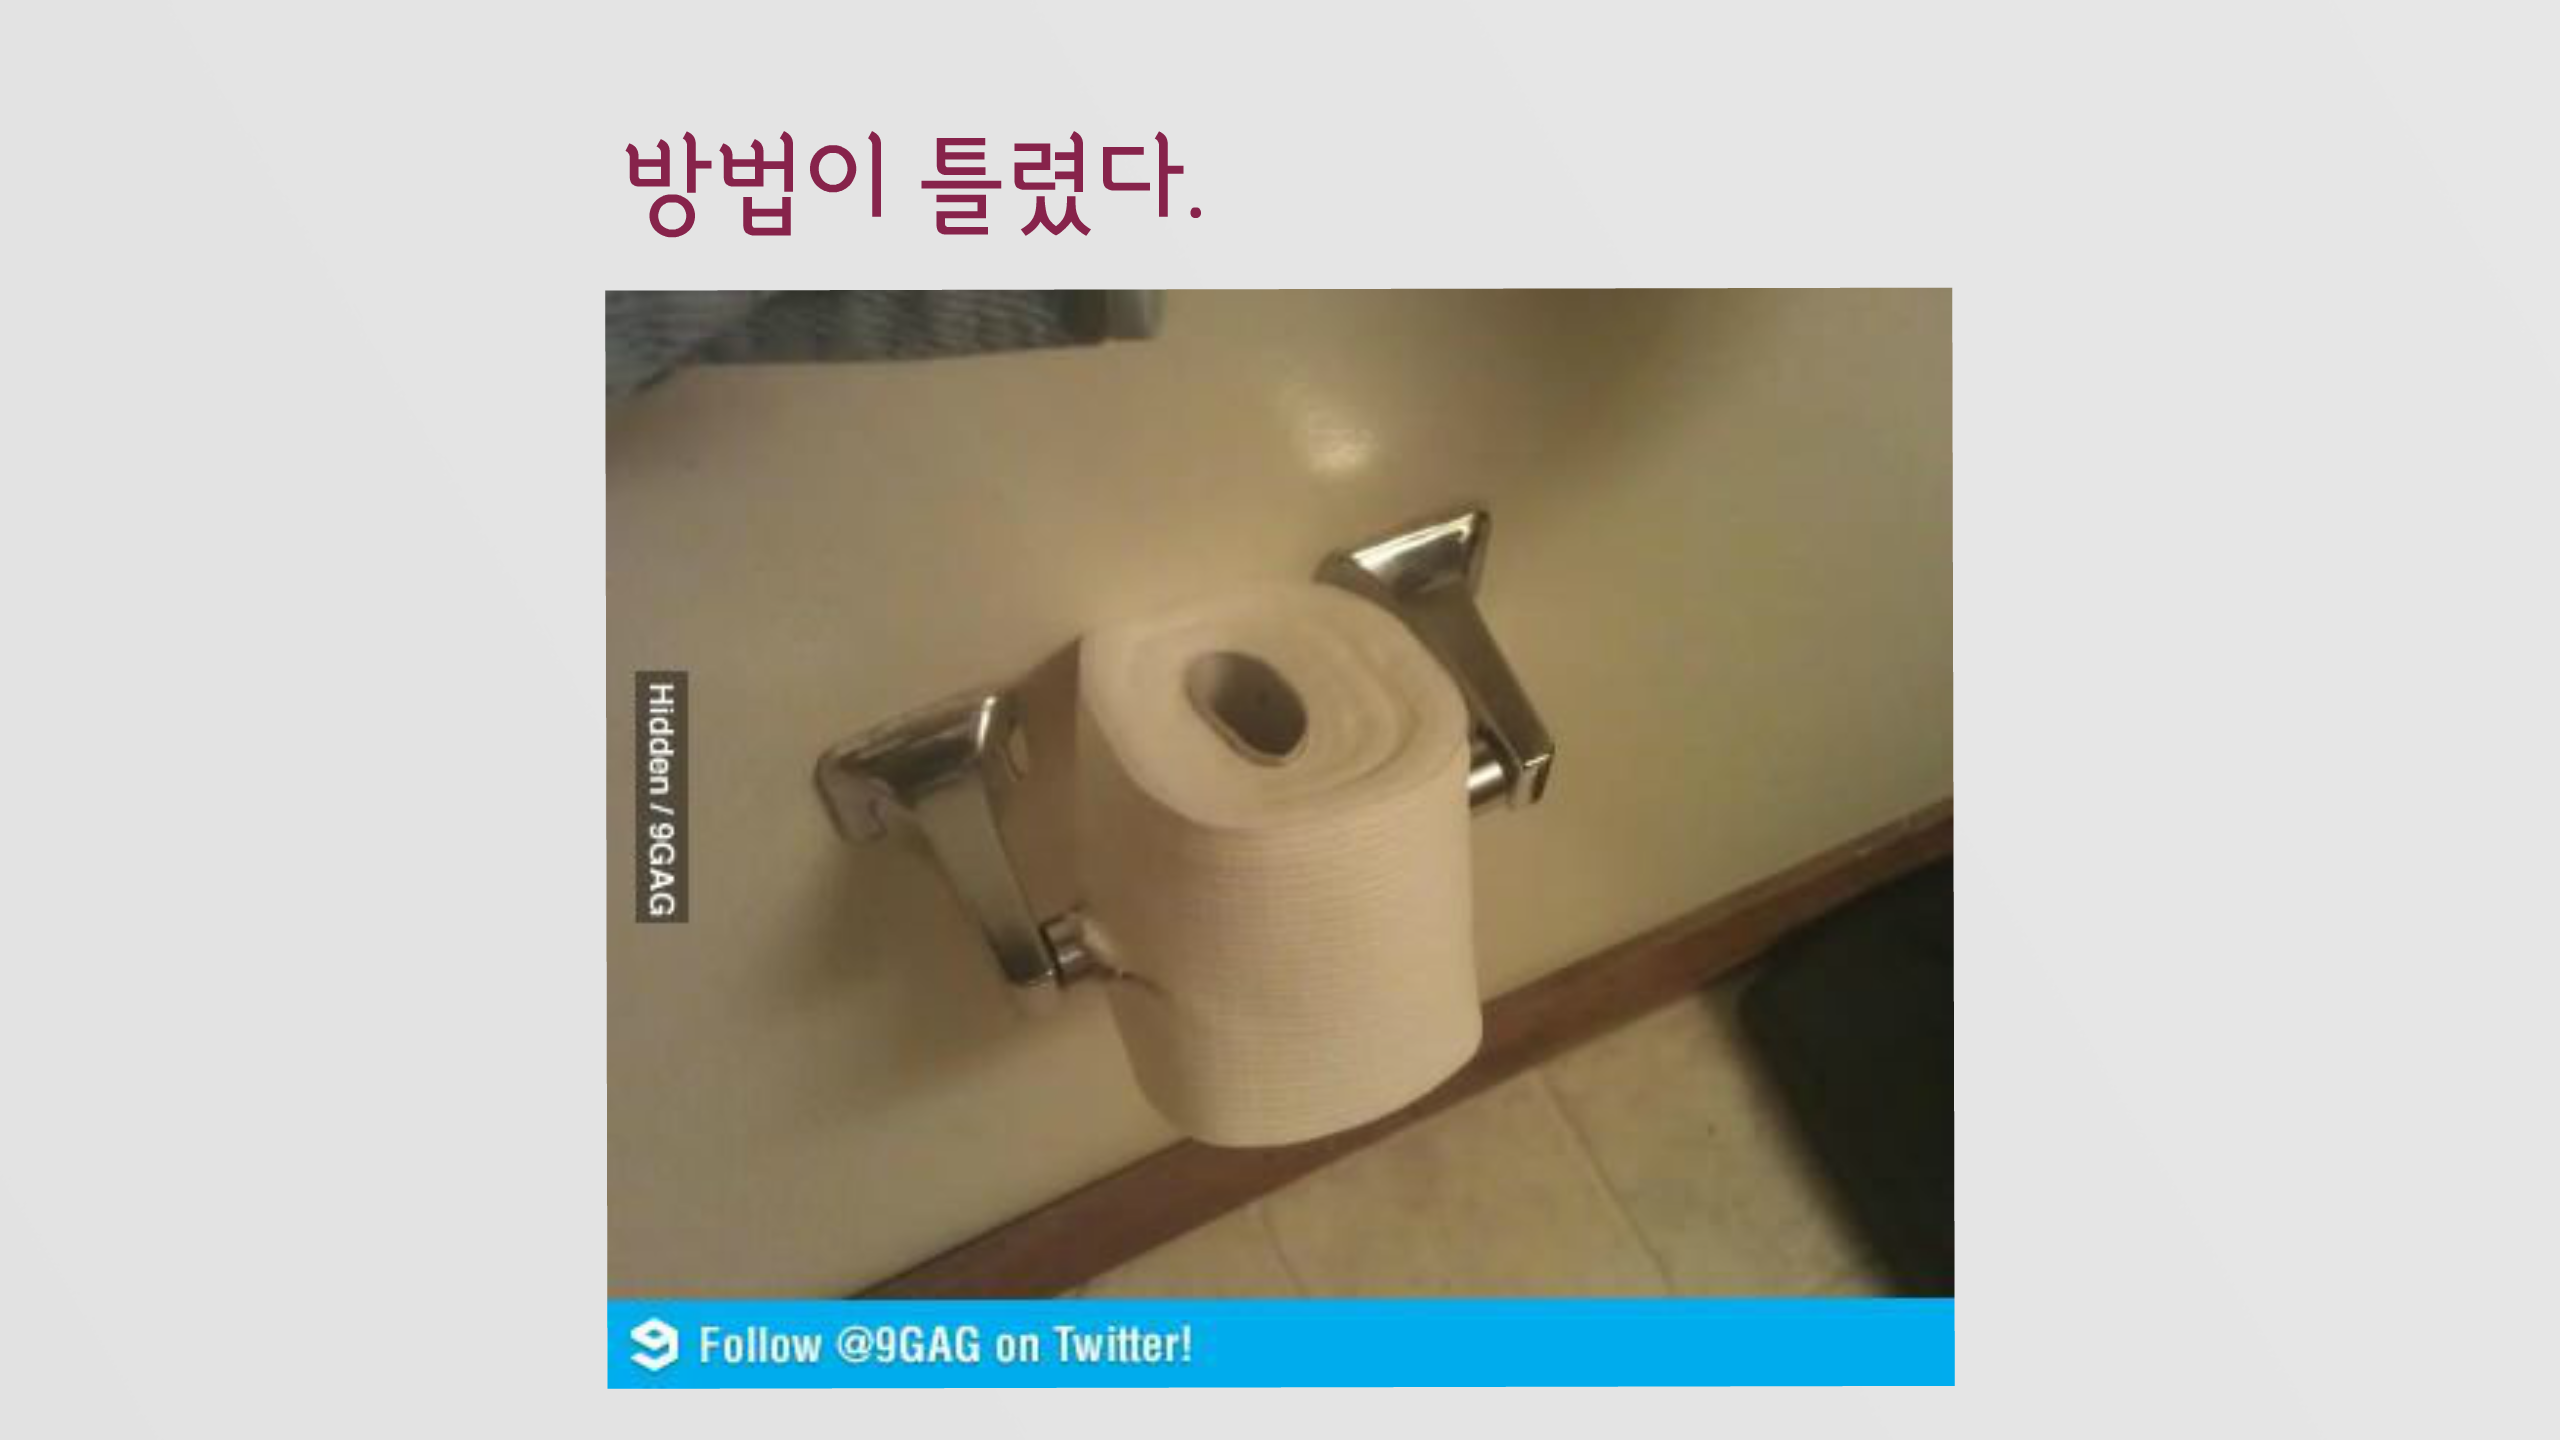 방법이 틀렸다.
Hidden / 9GAG
Follow @9GAG on Twitter!